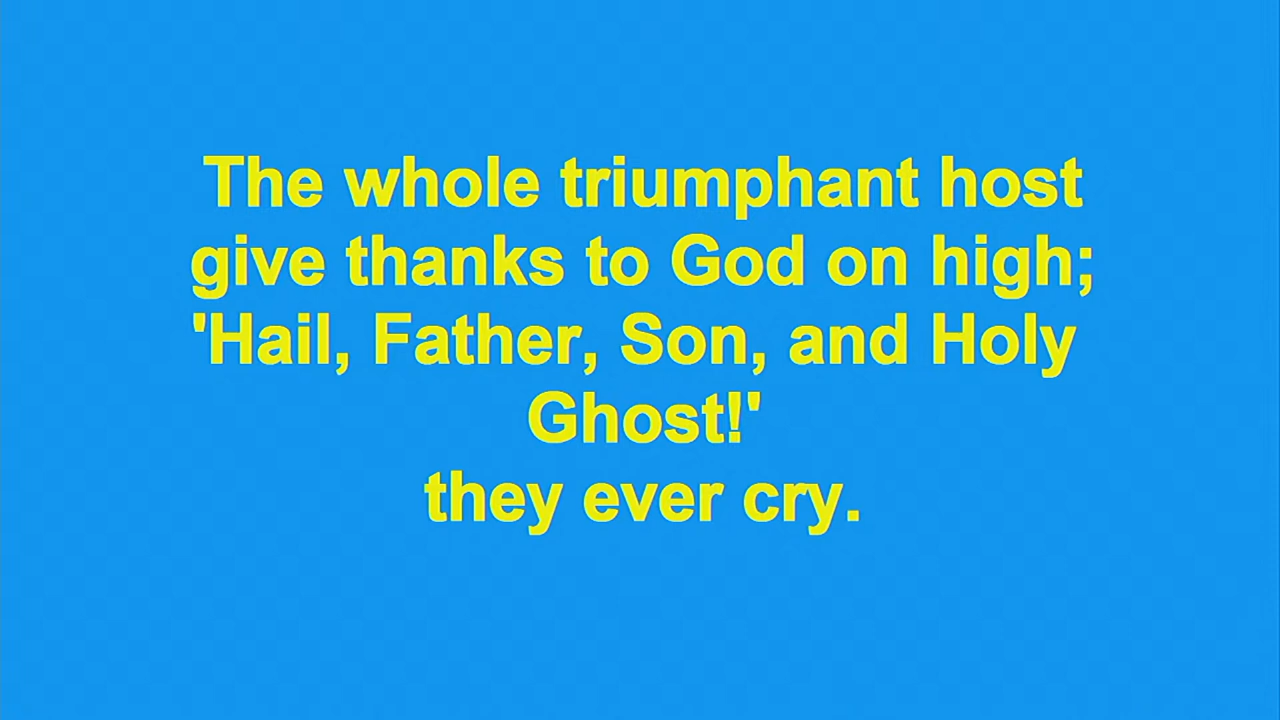 The whole triumphant host
give thanks to God on high;
'Hail, Father, Son, and Holy
Ghost!'
they ever cry.